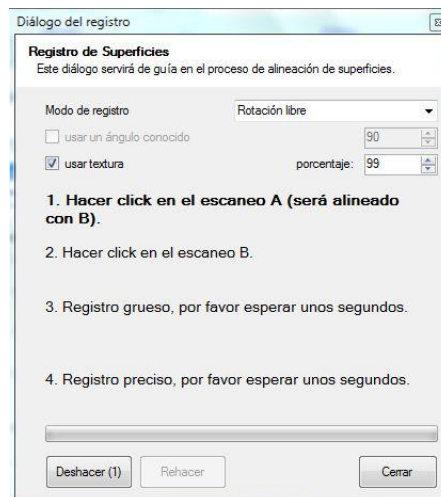 Diálogo del registro
Registro de Superficies
Este diálogo servirá de guía en el proceso de alineación de superficies.
Modo de registro Rotación libre
usar un ángulo conocido 90
usar textura porcentaje: 99
1. Hacer click en el escaneo A (será alineado
con B).
2. Hacer click en el escaneo B.
3. Registro grueso, por favor esperar unos segundos.
4. Registro preciso, por favor esperar unos segundos.
Deshacer (1) Rehacer Cerrar